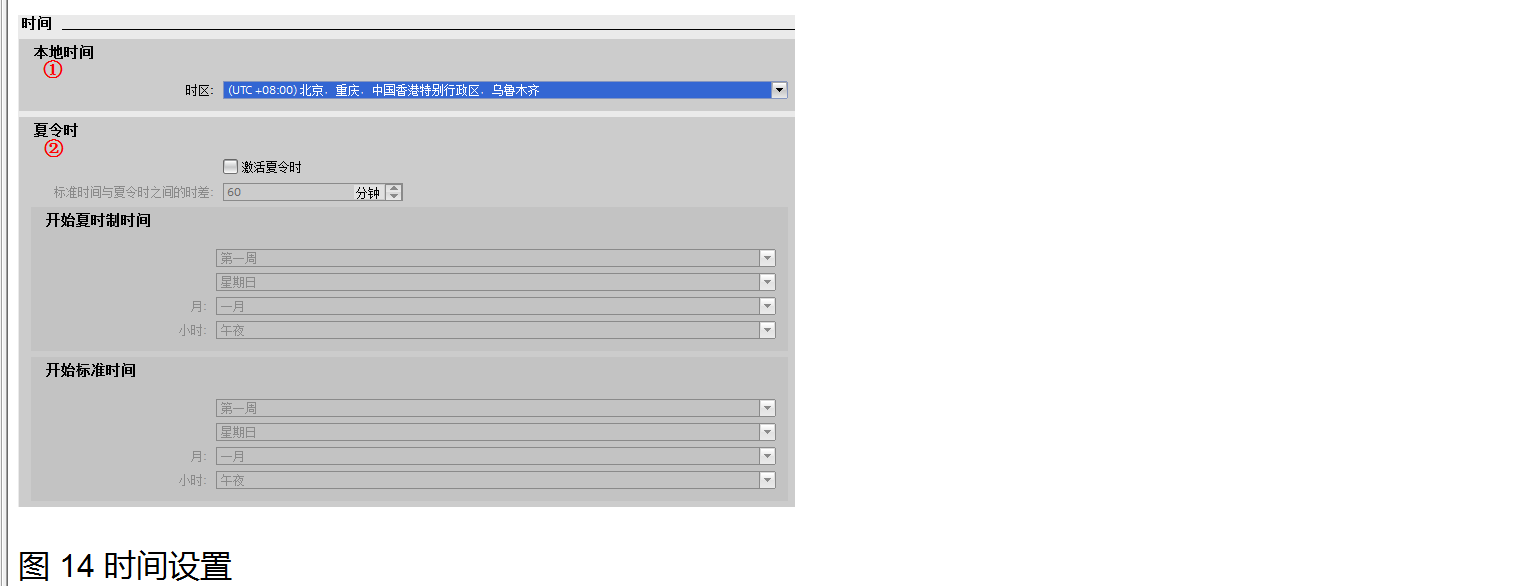 时间
本地时间
①
时区: (UTC +08:00) 北京．重庆．中国香港特别行政区．乌鲁木齐
夏令时
②
激活夏令时
标准时间与夏令时之间的时差: 60 分钟
开始夏时制时间
第一周
星期日
月: 一月
小时: 午夜
开始标准时间
第一周
星期日
月: 一月
小时: 午夜
图 14 时间设置